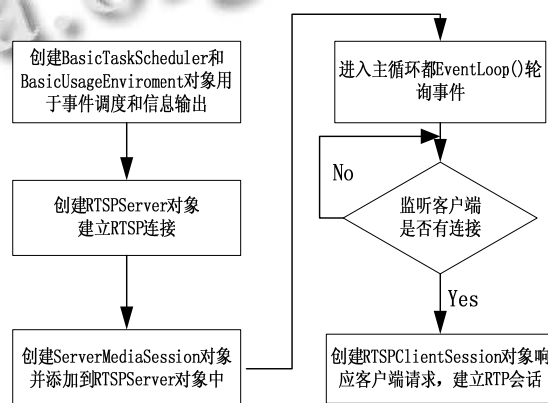 创建BasicTaskScheduler和
BasicUsageEnviroment对象用
于事件调度和信息输出
创建RTSPServer对象
建立RTSP连接
创建ServerMediaSession对象
并添加到RTSPServer对象中
进入主循环都EventLoop()轮
询事件
No
监听客户端
是否有连接
Yes
创建RTSPClientSession对象响
应客户端请求，建立RTP会话